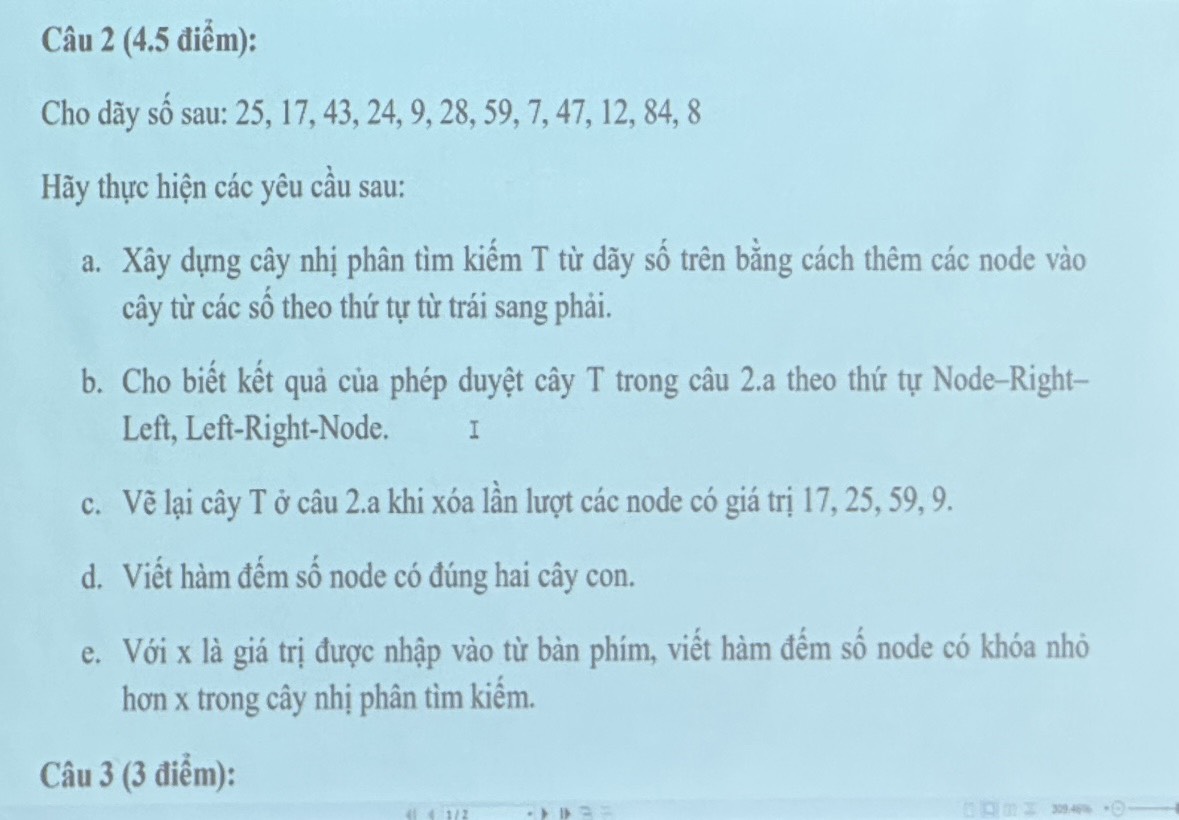 Câu 2 (4.5 điểm):
Cho dãy số sau: 25, 17, 43, 24, 9, 28, 59, 7, 47, 12, 84, 8
Hãy thực hiện các yêu cầu sau:
a. Xây dựng cây nhị phân tìm kiếm T từ dãy số trên bằng cách thêm các node vào
cây từ các số theo thứ tự từ trái sang phải.
b. Cho biết kết quả của phép duyệt cây T trong câu 2.a theo thứ tự Node–Right–
Left, Left-Right-Node.
c. Vẽ lại cây T ở câu 2.a khi xóa lần lượt các node có giá trị 17, 25, 59, 9.
d. Viết hàm đếm số node có đúng hai cây con.
e. Với x là giá trị được nhập vào từ bàn phím, viết hàm đếm số node có khóa nhỏ
hơn x trong cây nhị phân tìm kiếm.
Câu 3 (3 điểm):
1 / 2